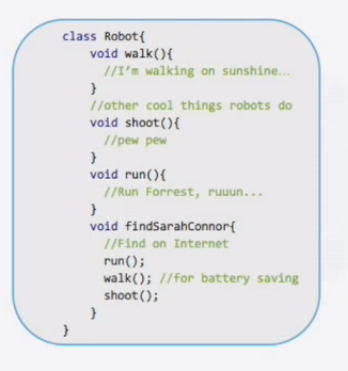 class Robot{
void walk(){
//I'm walking on sunshine...
}
//other cool things robots do
void shoot(){
//pew pew
}
void run(){
//Run Forrest, ruuun...
}
void findSarahConnor{
//Find on Internet
run();
walk(); //for battery saving
shoot();
}
}